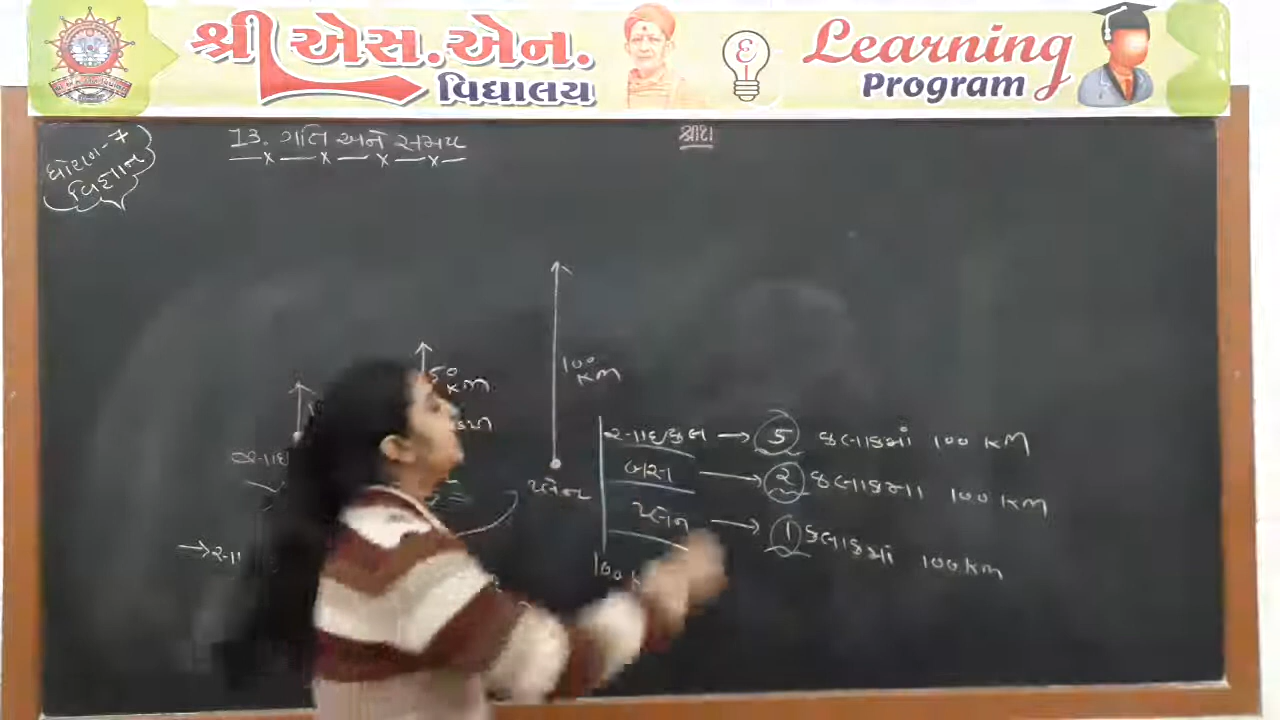 શ્રી એસ.એન.
વિદ્યાલય
Learning
Program
ધોરણ-7
વિજ્ઞાન
13. ગતિ અને સમય
100
KM
50
KM
પ્લેન
સાઇકલ → 5 કલાકમાં 100 KM
બસ → 2 કલાકમાં 100 KM
પ્લેન → 1 કલાકમાં 100 KM
100